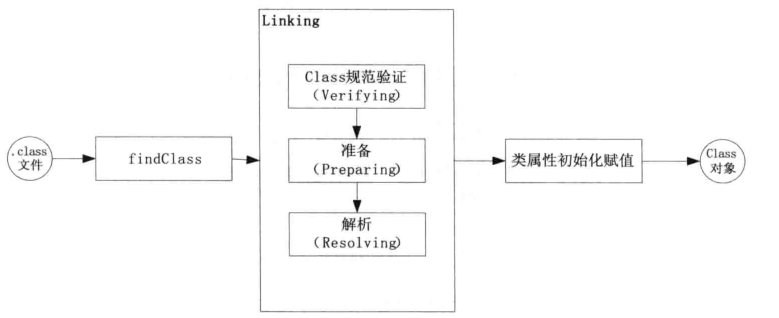 Linking
Class规范验证
(Verifying)
.class
文件
findClass
准备
(Preparing)
类属性初始化赋值
Class
对象
解析
(Resolving)